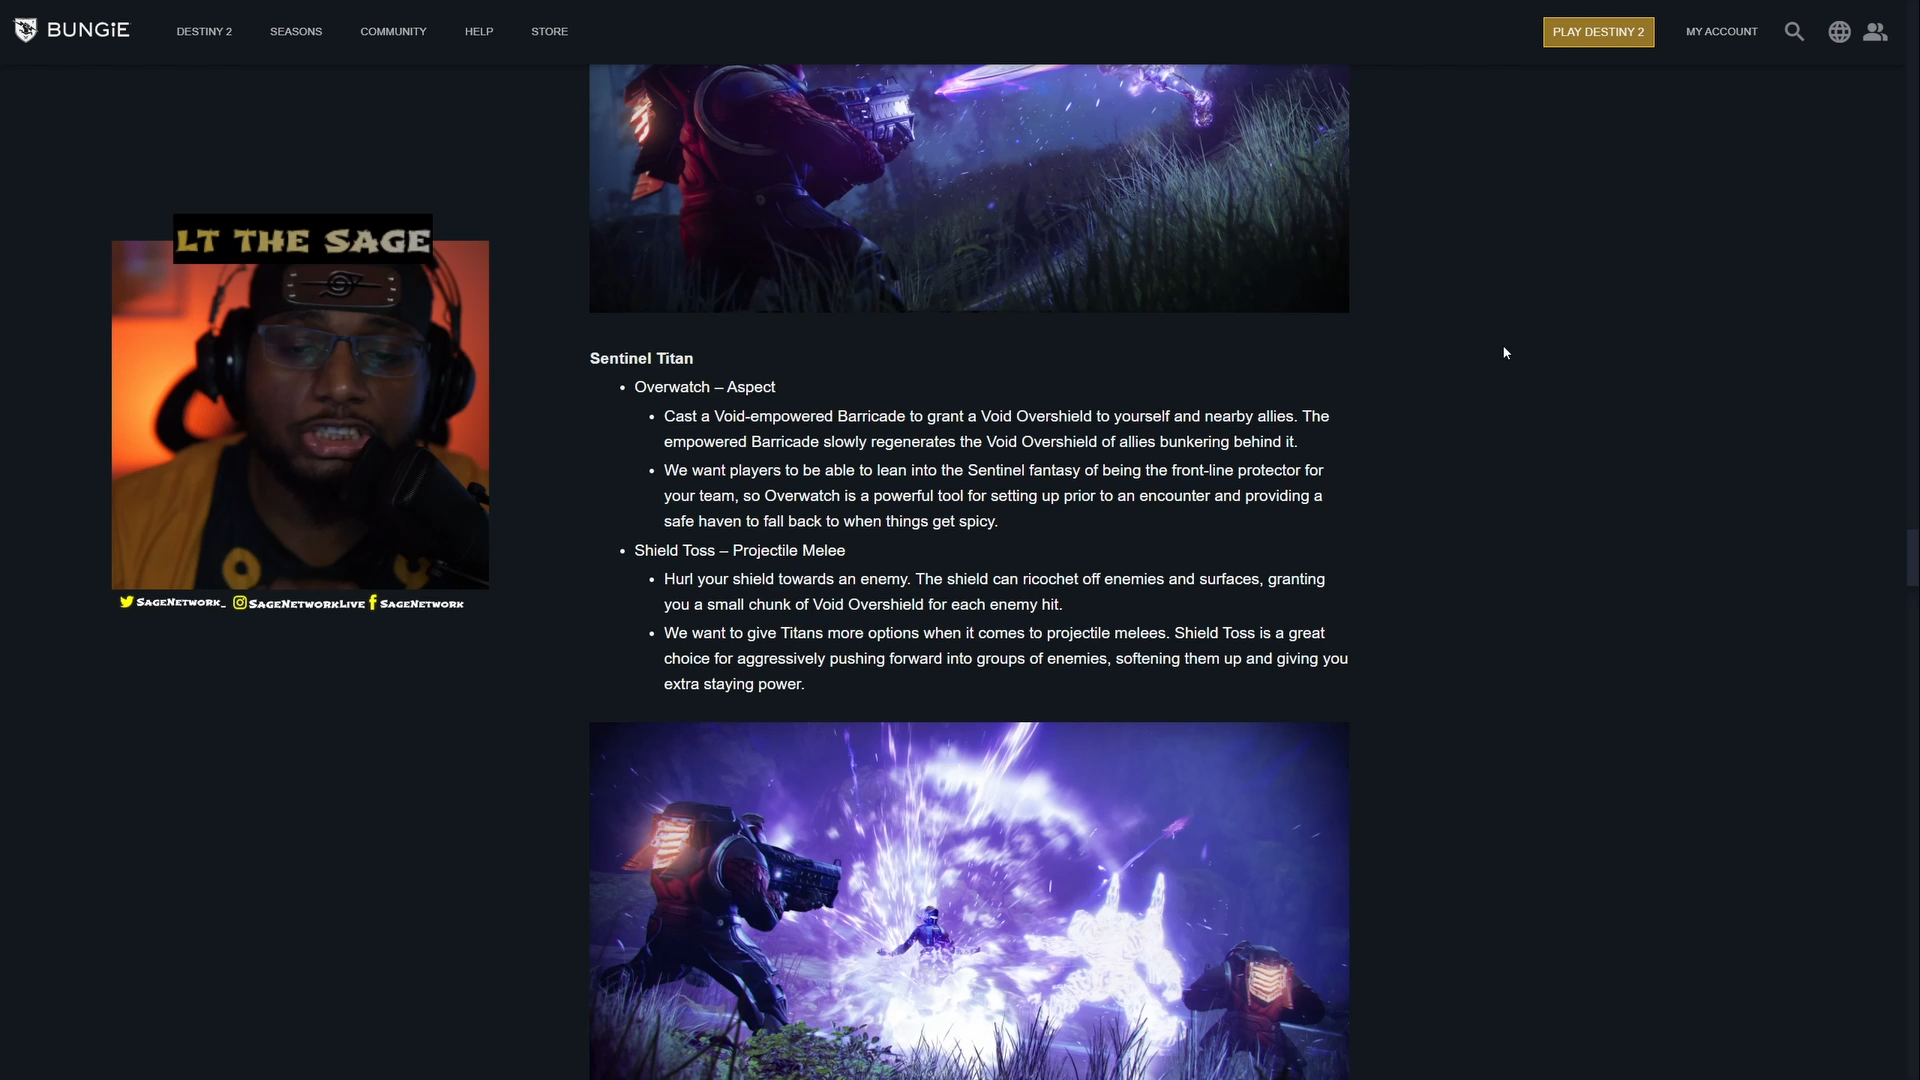 BUNGiE
DESTINY 2
SEASONS
COMMUNITY
HELP
STORE
PLAY DESTINY 2
MY ACCOUNT
LT THE SAGE
SAGENETWORK_ SAGENETWORKLIVE SAGENETWORK
Sentinel Titan
• Overwatch – Aspect
• Cast a Void-empowered Barricade to grant a Void Overshield to yourself and nearby allies. The
empowered Barricade slowly regenerates the Void Overshield of allies bunkering behind it.
• We want players to be able to lean into the Sentinel fantasy of being the front-line protector for
your team, so Overwatch is a powerful tool for setting up prior to an encounter and providing a
safe haven to fall back to when things get spicy.
• Shield Toss – Projectile Melee
• Hurl your shield towards an enemy. The shield can ricochet off enemies and surfaces, granting
you a small chunk of Void Overshield for each enemy hit.
• We want to give Titans more options when it comes to projectile melees. Shield Toss is a great
choice for aggressively pushing forward into groups of enemies, softening them up and giving you
extra staying power.